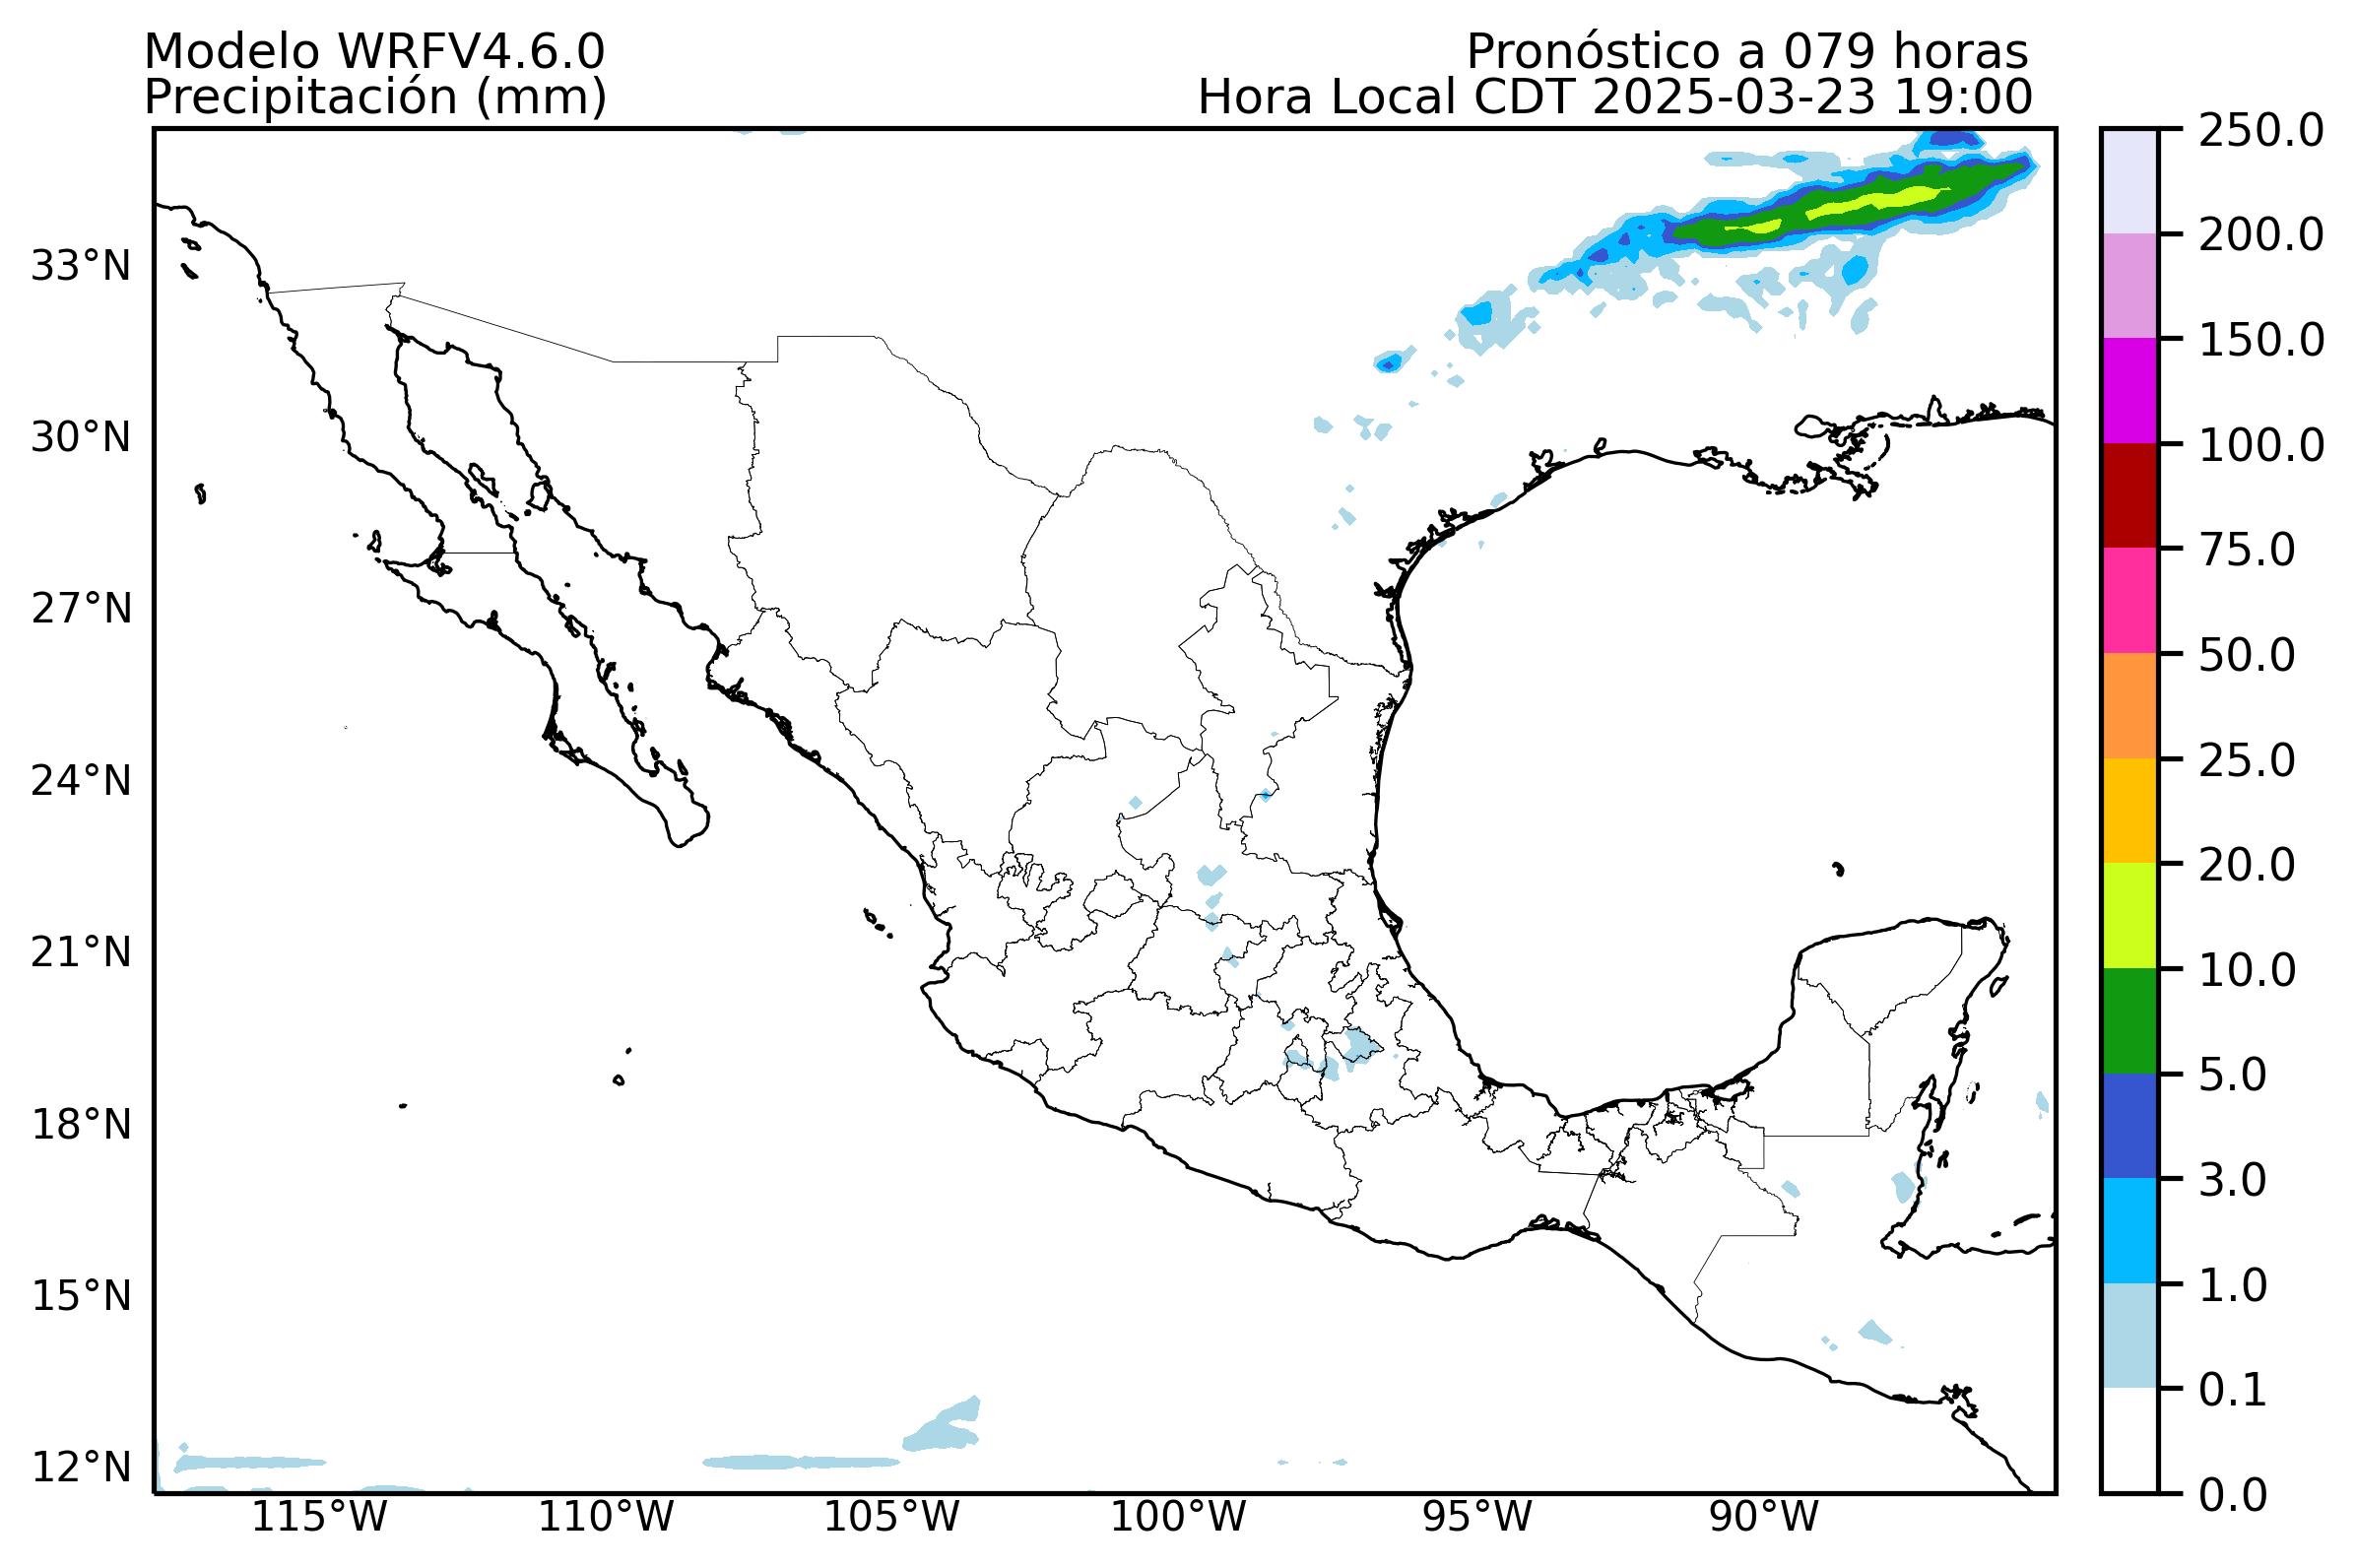 Modelo WRFV4.6.0
Precipitación (mm)
Pronóstico a 079 horas
Hora Local CDT 2025-03-23 19:00
33°N
30°N
27°N
24°N
21°N
18°N
15°N
12°N
115°W
110°W
105°W
100°W
95°W
90°W
250.0
200.0
150.0
100.0
75.0
50.0
25.0
20.0
10.0
5.0
3.0
1.0
0.1
0.0